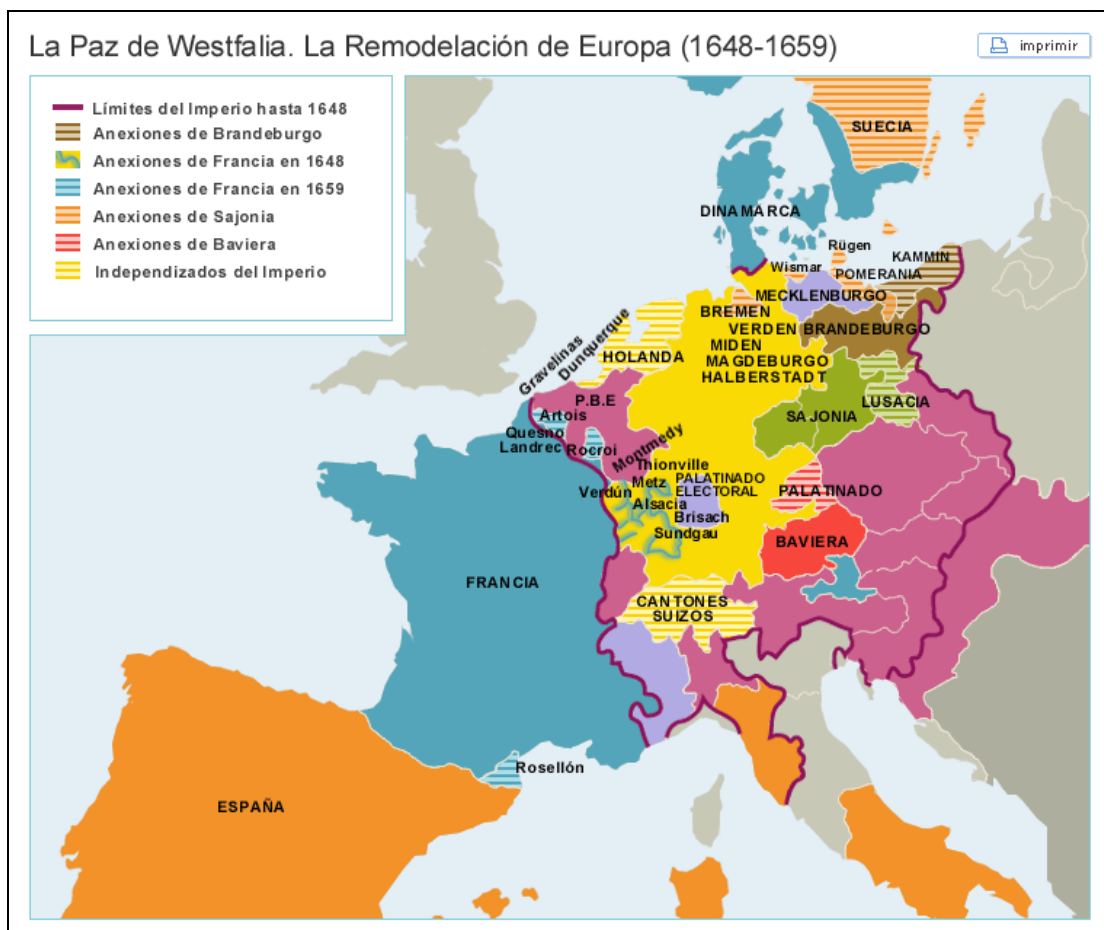 La Paz de Westfalia. La Remodelación de Europa (1648-1659)
imprimir
Límites del Imperio hasta 1648
Anexiones de Brandeburgo
Anexiones de Francia en 1648
Anexiones de Francia en 1659
Anexiones de Sajonia
Anexiones de Baviera
Independizados del Imperio
SUECIA
DINAMARCA
Rügen
KAMMIN
Wismar
POMERANIA
MECKLENBURGO
BREMEN
VERDEN
BRANDEBURGO
MIDEN
MAGDEBURGO
HALBERSTADT
Gravelinas
Dunquerque
HOLANDA
P.B.E
Artois
SAJONIA
LUSACIA
Quesno
Landrec
Rocroi
Montmedy
Thionville
Verdún
Metz
PALATINADO
ELECTORAL
PALATINADO
Alsacia
Brisach
Sundgau
BAVIERA
FRANCIA
CANTONES
SUIZOS
Rosellón
ESPAÑA